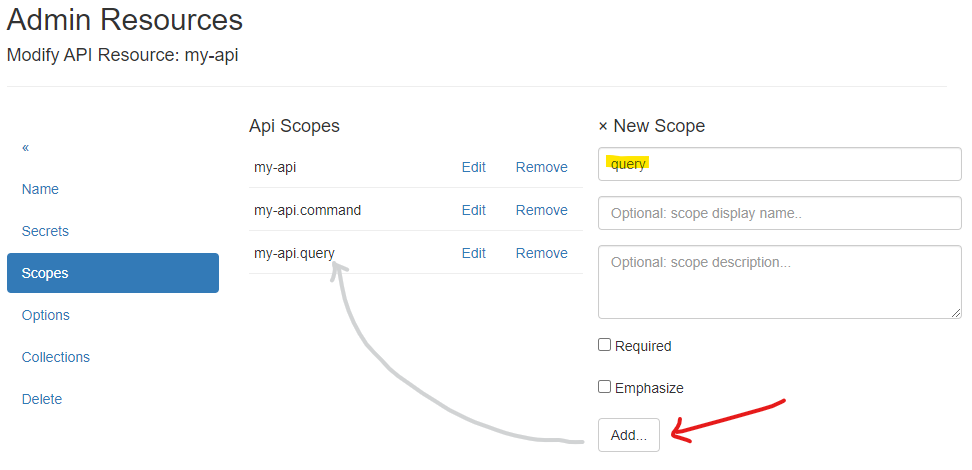 Admin Resources
Modify API Resource: my-api
«
Name
Secrets
Scopes
Options
Collections
Delete
Api Scopes
my-api Edit Remove
my-api.command Edit Remove
my-api.query Edit Remove
× New Scope
query
Optional: scope display name..
Optional: scope description...
Required
Emphasize
Add...